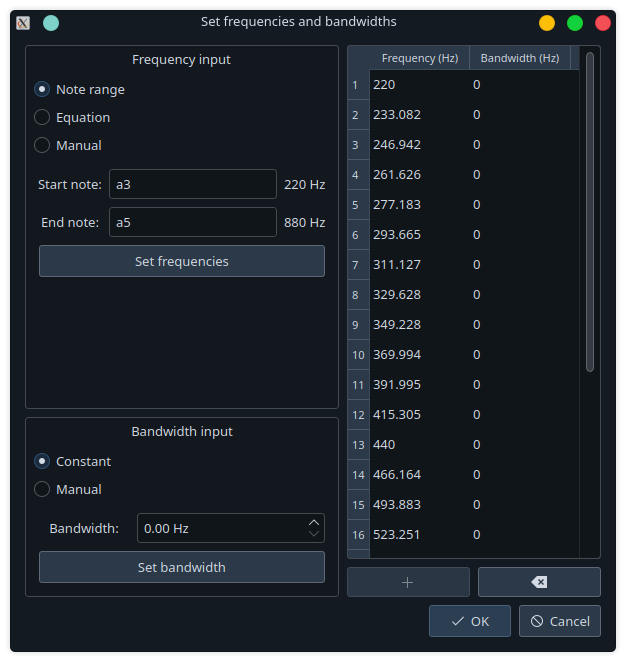 Set frequencies and bandwidths
Frequency input
Note range
Equation
Manual
Start note: a3 220 Hz
End note: a5 880 Hz
Set frequencies
Bandwidth input
Constant
Manual
Bandwidth: 0.00 Hz
Set bandwidth
Frequency (Hz) Bandwidth (Hz)
1 220 0
2 233.082 0
3 246.942 0
4 261.626 0
5 277.183 0
6 293.665 0
7 311.127 0
8 329.628 0
9 349.228 0
10 369.994 0
11 391.995 0
12 415.305 0
13 440 0
14 466.164 0
15 493.883 0
16 523.251 0
OK Cancel